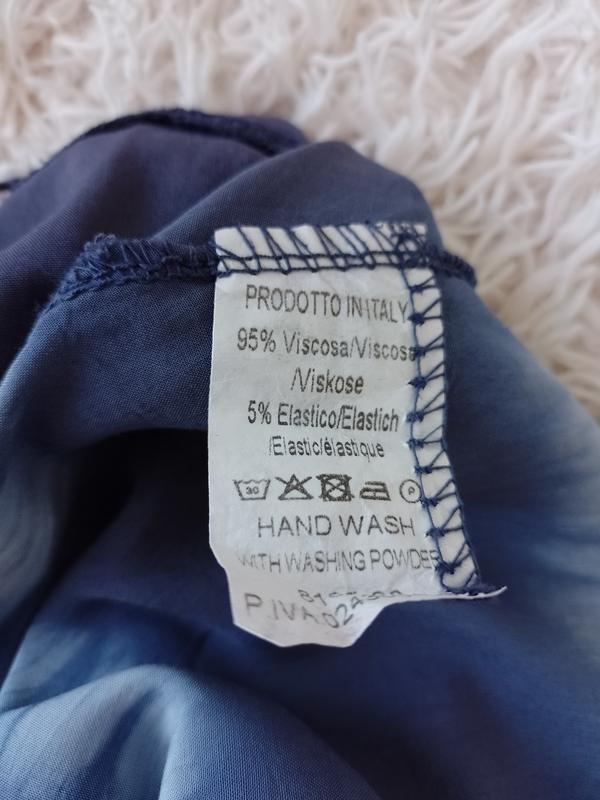 PRODOTTO IN ITALY
95% Viscosa/Viscose
/Viskose
5% Elastico/Elastich
/Elastic/élastique
30 P
HAND WASH
WITH WASHING POWDER
P.IVA